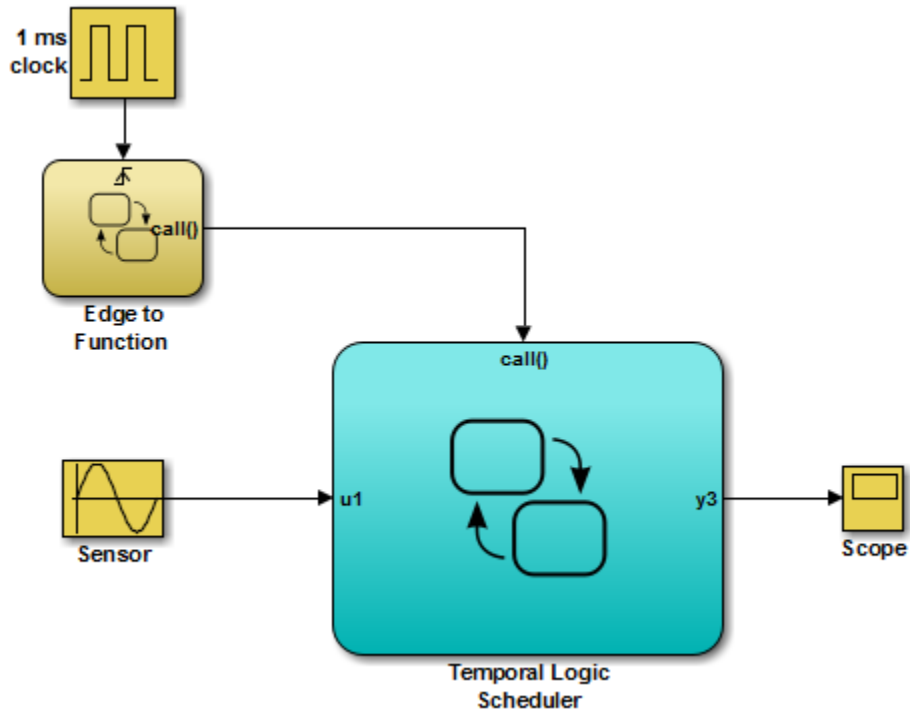 1 ms
clock
call()
Edge to
Function
call()
u1
y3
Sensor
Scope
Temporal Logic
Scheduler